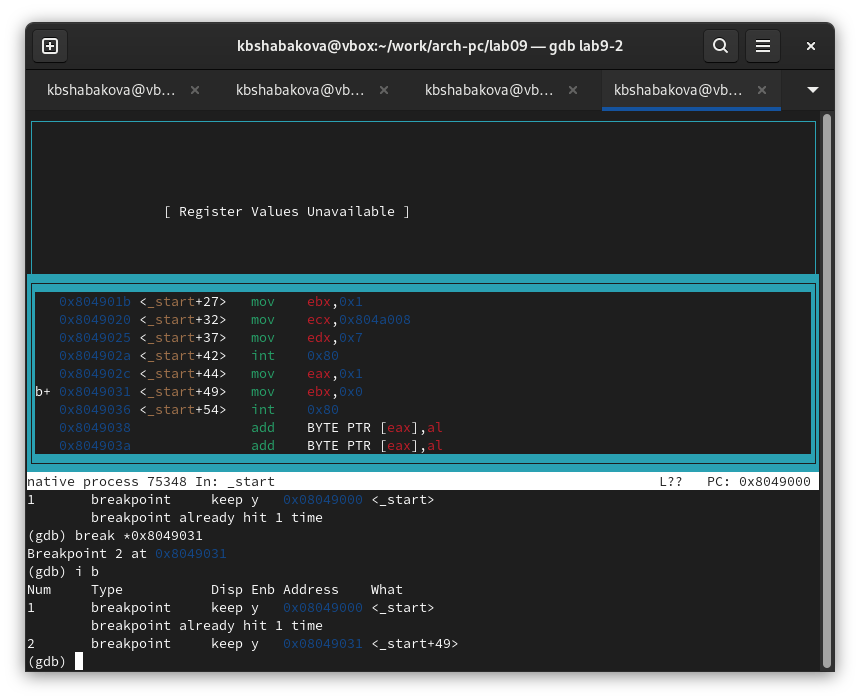 kbshabakova@vbox:~/work/arch-pc/lab09 — gdb lab9-2
kbshabakova@vb... × kbshabakova@vbo... × kbshabakova@vb... × kbshabakova@vb... ×
[ Register Values Unavailable ]
0x804901b <_start+27> mov ebx,0x1
0x8049020 <_start+32> mov ecx,0x804a008
0x8049025 <_start+37> mov edx,0x7
0x804902a <_start+42> int 0x80
0x804902c <_start+44> mov eax,0x1
b+ 0x8049031 <_start+49> mov ebx,0x0
0x8049036 <_start+54> int 0x80
0x8049038 add BYTE PTR [eax],al
0x804903a add BYTE PTR [eax],al
native process 75348 In: _start L?? PC: 0x8049000
1 breakpoint keep y 0x08049000 <_start>
breakpoint already hit 1 time
(gdb) break *0x8049031
Breakpoint 2 at 0x8049031
(gdb) i b
Num Type Disp Enb Address What
1 breakpoint keep y 0x08049000 <_start>
breakpoint already hit 1 time
2 breakpoint keep y 0x08049031 <_start+49>
(gdb)